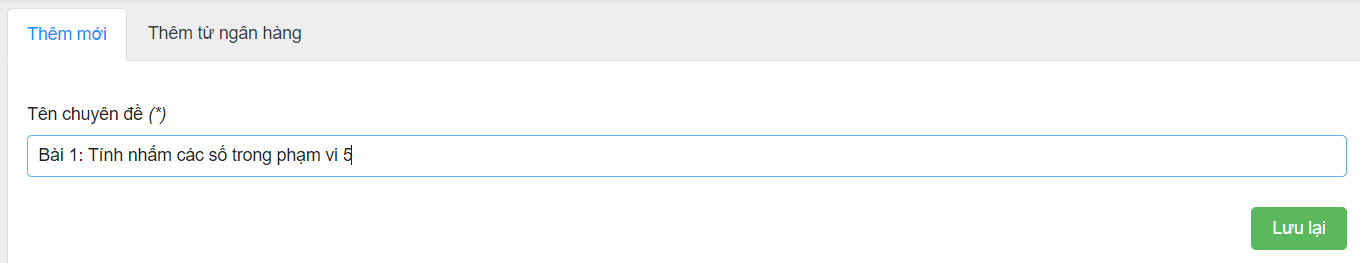 Thêm mới Thêm từ ngân hàng
Tên chuyên đề (*)
Bài 1: Tính nhấm các số trong phạm vi 5
Lưu lại